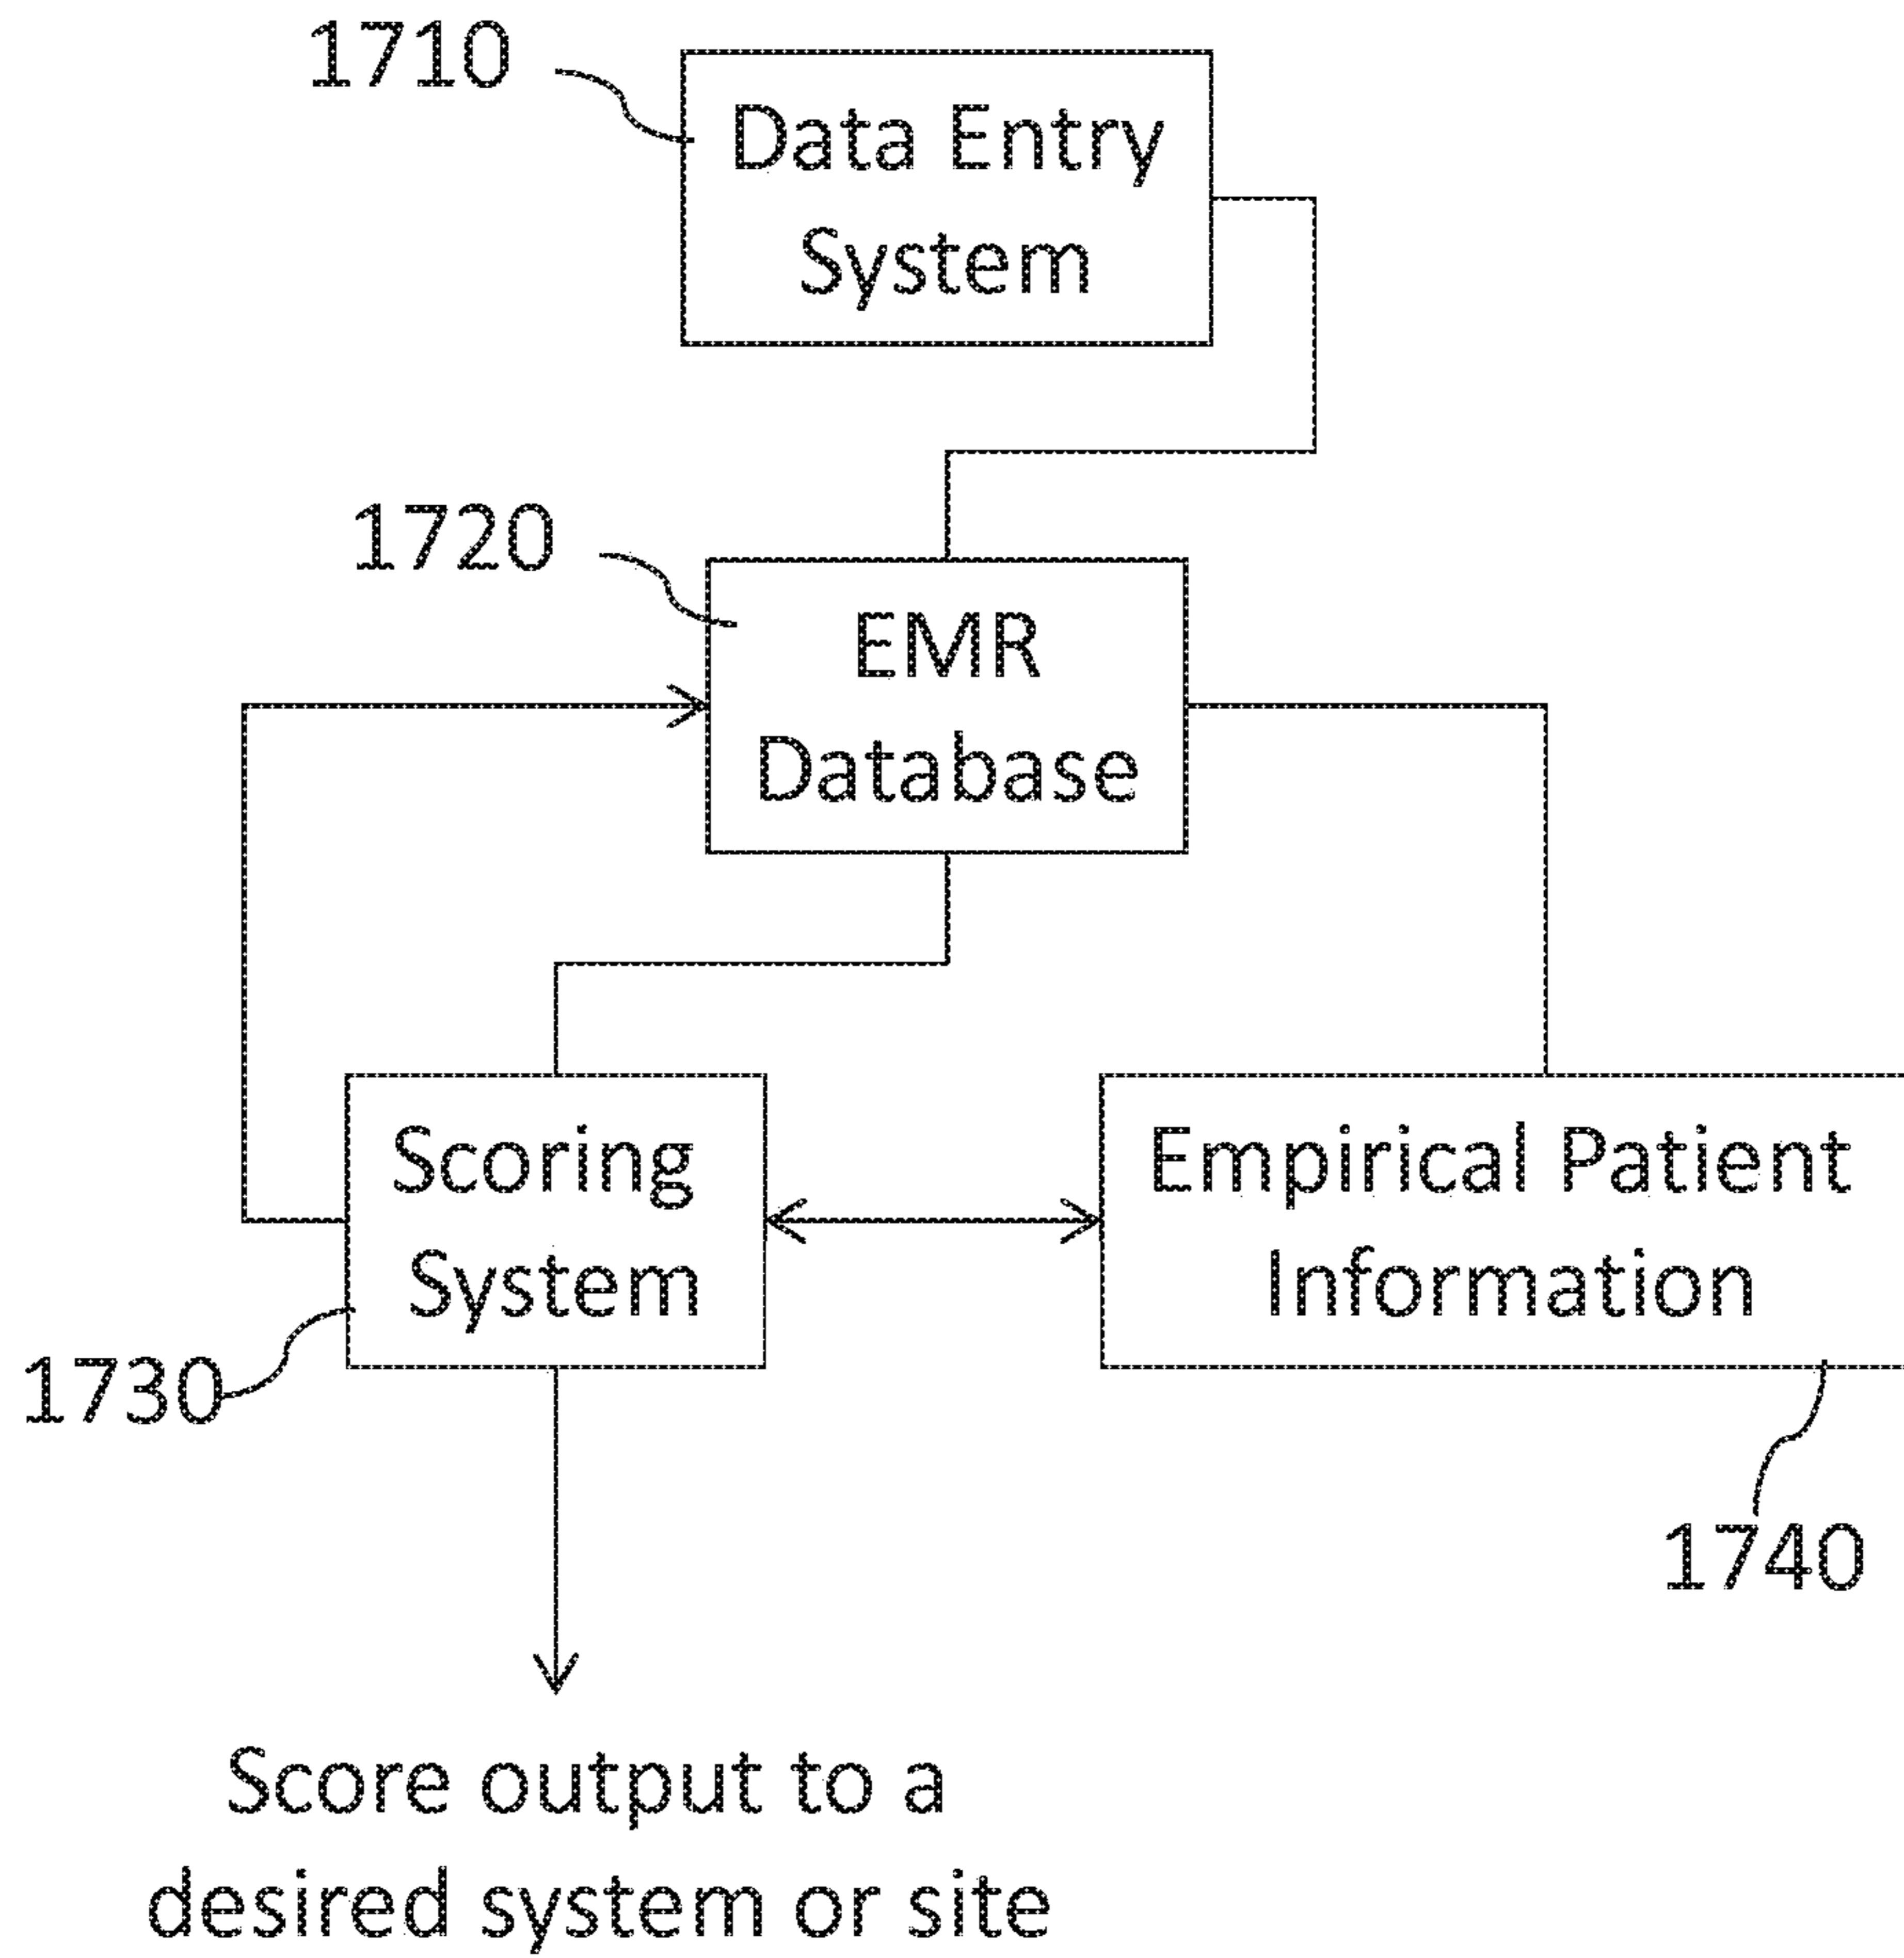 1710
Data Entry
System
1720
EMR
Database
Scoring
System
Empirical Patient
Information
1730
1740
Score output to a
desired system or site